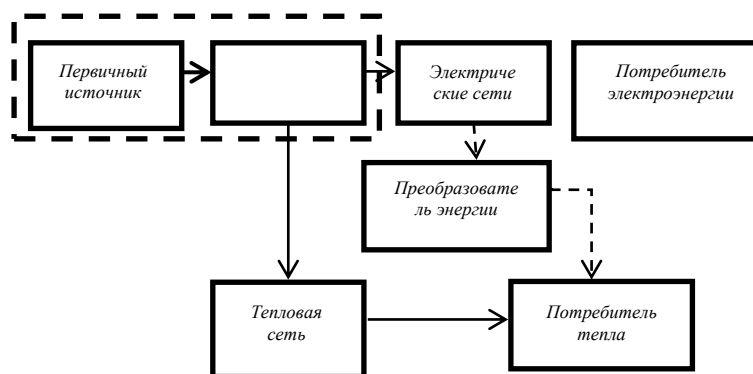 Первичный
источник
Электриче
ские сети
Потребитель
электроэнергии
Преобразовате
ль энергии
Тепловая
сеть
Потребитель
тепла